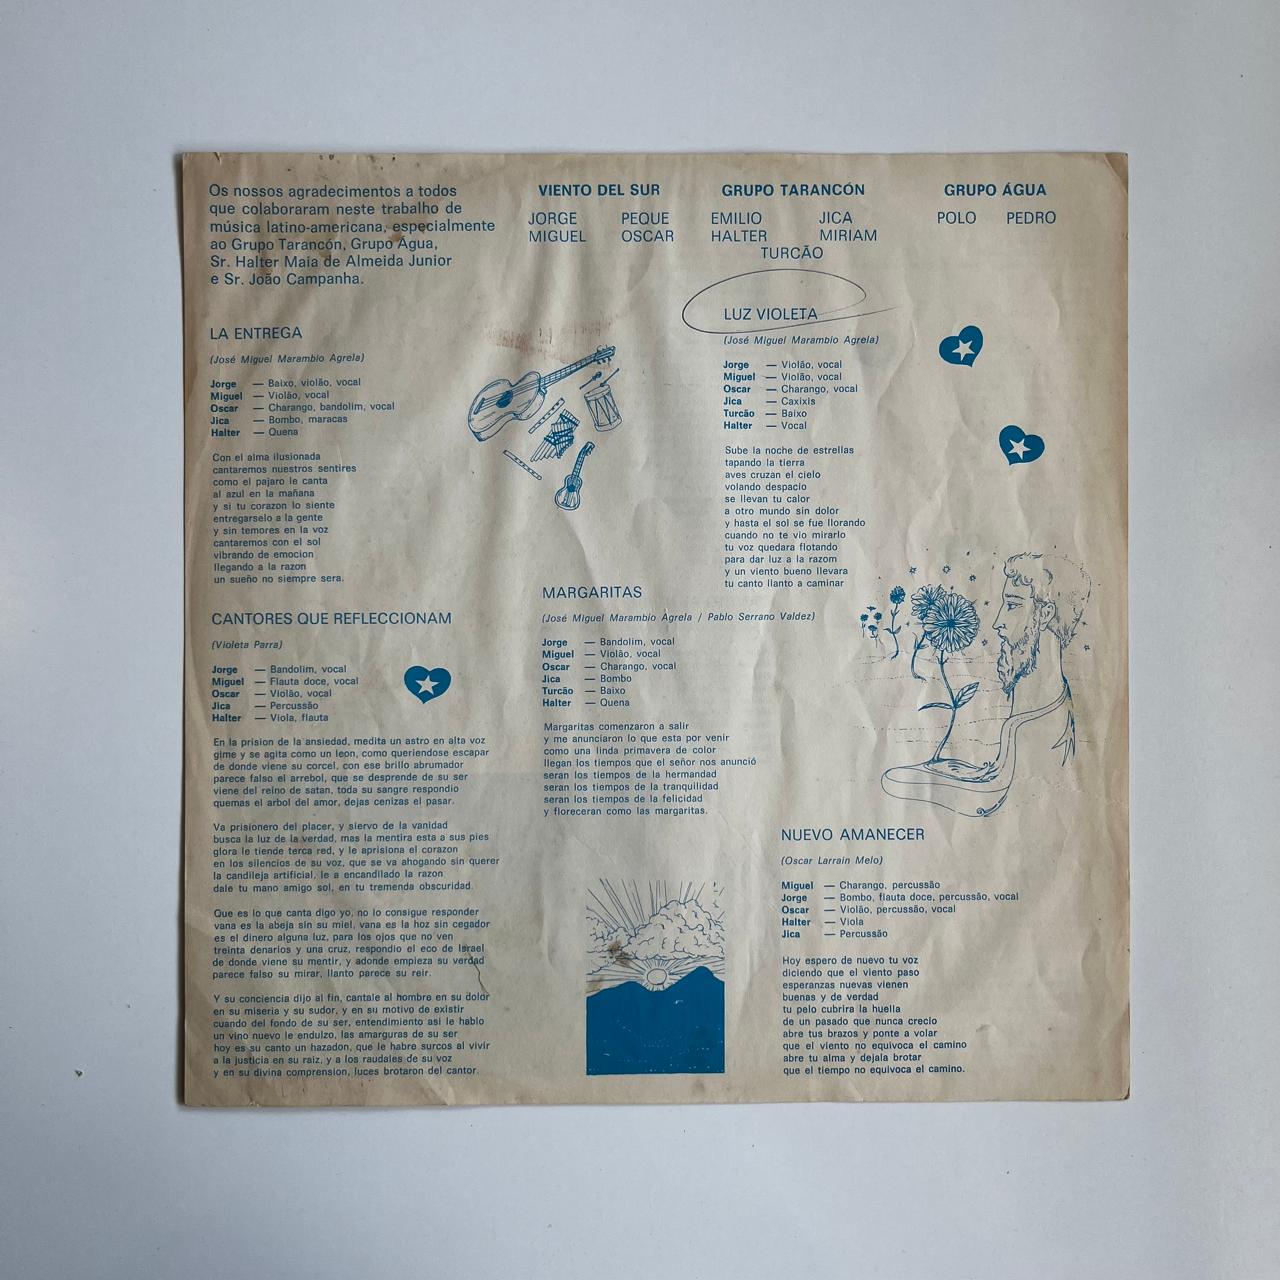 Os nossos agradecimentos a todos
que colaboraram neste trabalho de
música latino-americana, especialmente
ao Grupo Tarancón, Grupo Água,
Sr. Halter Maia de Almeida Junior
e Sr. João Campanha.
VIENTO DEL SUR
JORGE PEQUE
MIGUEL OSCAR
GRUPO TARANCÓN
EMILIO JICA
HALTER MIRIAM
TURCÃO
GRUPO ÁGUA
POLO PEDRO
LA ENTREGA
(José Miguel Marambio Agrela)
Jorge — Baixo, violão, vocal
Miguel — Violão, vocal
Oscar — Charango, bandolim, vocal
Jica — Bombo, maracas
Halter — Quena
Con el alma ilusionada
cantaremos nuestros sentires
como el pajaro le canta
al azul en la mañana
y si tu corazon lo siente
entregarselo a la gente
y sin temores en la voz
cantaremos con el sol
vibrando de emocion
llegando a la razon
un sueño no siempre sera.
CANTORES QUE REFLECCIONAM
(Violeta Parra)
Jorge — Bandolim, vocal
Miguel — Flauta doce, vocal
Oscar — Violão, vocal
Jica — Percussão
Halter — Viola, flauta
En la prision de la ansiedad, medita un astro en alta voz
gime y se agita como un leon, como queriendose escapar
de donde viene su corcel, con ese brillo abrumador
parece falso el arrebol, que se desprende de su ser
viene del reino de satan, toda su sangre respondio
quemas el arbol del amor, dejas cenizas el pasar.
Va prisionero del placer, y siervo de la vanidad
busca la luz de la verdad, mas la mentira esta a sus pies
glora le tiende terca red, y le aprisiona el corazon
en los silencios de su voz, que se va ahogando sin querer
la candileja artificial, le a encandilado la razon
dale tu mano amigo sol, en tu tremenda obscuridad.
Que es lo que canta digo yo, no lo consigue responder
vana es la abeja sin su miel, vana es la hoz sin cegador
es el dinero alguna luz, para los ojos que no ven
treinta denarios y una cruz, respondio el eco de Israel
de donde viene su mentir, y adonde empieza su verdad
parece falso su mirar, llanto parece su reir.
Y su conciencia dijo al fin, cantale al hombre en su dolor
en su miseria y su sudor, y en su motivo de existir
cuando del fondo de su ser, entendimiento asi le hablo
un vino nuevo le endulzo, las amarguras de su ser
hoy es su canto un hazadon, que le habre surcos al vivir
a la justicia en su raiz, y a los raudales de su voz
y en su divina comprension, luces brotaron del cantor.
MARGARITAS
(José Miguel Marambio Agrela / Pablo Serrano Valdez)
Jorge — Bandolim, vocal
Miguel — Violão, vocal
Oscar — Charango, vocal
Jica — Bombo
Turcão — Baixo
Halter — Quena
Margaritas comenzaron a salir
y me anunciaron lo que esta por venir
como una linda primavera de color
llegan los tiempos que el señor nos anunció
seran los tiempos de la hermandad
seran los tiempos de la tranquilidad
seran los tiempos de la felicidad
y floreceran como las margaritas.
LUZ VIOLETA
(José Miguel Marambio Agrela)
Jorge — Violão, vocal
Miguel — Violão, vocal
Oscar — Charango, vocal
Jica — Caxixis
Turcão — Baixo
Halter — Vocal
Sube la noche de estrellas
tapando la tierra
aves cruzan el cielo
volando despacio
se llevan tu calor
a otro mundo sin dolor
y hasta el sol se fue llorando
cuando no te vio mirarlo
tu voz quedara flotando
para dar luz a la razom
y un viento bueno llevara
tu canto llanto a caminar
NUEVO AMANECER
(Oscar Larrain Melo)
Miguel — Charango, percussão
Jorge — Bombo, flauta doce, percussão, vocal
Oscar — Violão, percussão, vocal
Halter — Viola
Jica — Percussão
Hoy espero de nuevo tu voz
diciendo que el viento paso
esperanzas nuevas vienen
buenas y de verdad
tu pelo cubrira la huella
de un pasado que nunca crecio
abre tus brazos y ponte a volar
que el viento no equivoca el camino
abre tu alma y dejala brotar
que el tiempo no equivoca el camino.